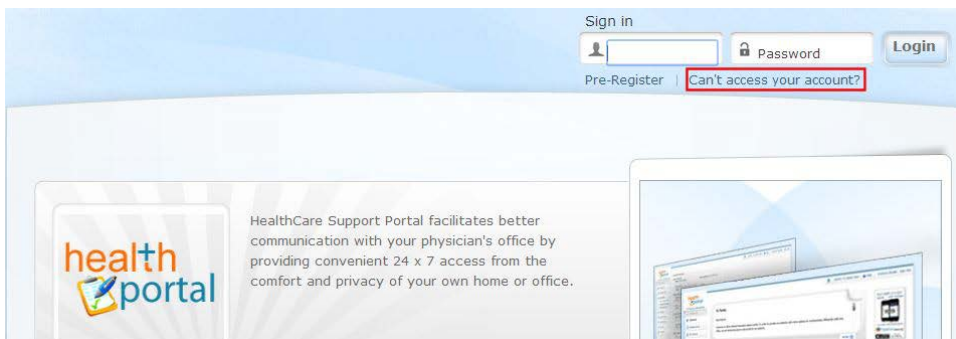 Sign in
Password
Login
Pre-Register | Can't access your account?
HealthCare Support Portal facilitates better
communication with your physician's office by
providing convenient 24 x 7 access from the
comfort and privacy of your own home or office.
health
portal